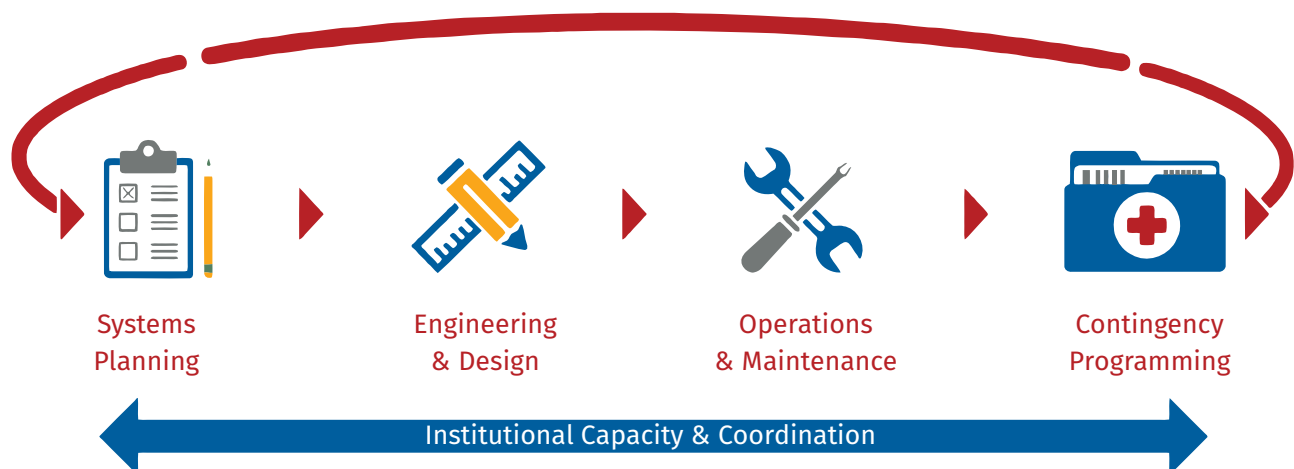 Systems
Planning
Engineering
& Design
Operations
& Maintenance
Contingency
Programming
Institutional Capacity & Coordination